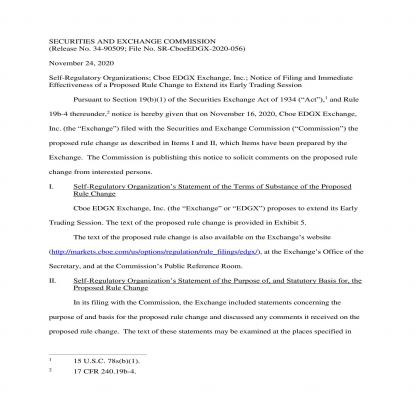 SECURITIES AND EXCHANGE COMMISSION
(Release No. 34-90509; File No. SR-CboeEDGX-2020-056)
November 24, 2020
Self-Regulatory Organizations; Cboe EDGX Exchange, Inc.; Notice of Filing and Immediate
Effectiveness of a Proposed Rule Change to Extend its Early Trading Session
Pursuant to Section 19(b)(1) of the Securities Exchange Act of 1934 (“Act”),1 and Rule
19b-4 thereunder,2 notice is hereby given that on November 16, 2020, Cboe EDGX Exchange,
Inc. (the “Exchange”) filed with the Securities and Exchange Commission (“Commission”) the
proposed rule change as described in Items I and II, which Items have been prepared by the
Exchange. The Commission is publishing this notice to solicit comments on the proposed rule
change from interested persons.
I. Self-Regulatory Organization’s Statement of the Terms of Substance of the Proposed
Rule Change
Cboe EDGX Exchange, Inc. (the “Exchange” or “EDGX”) proposes to extend its Early
Trading Session. The text of the proposed rule change is provided in Exhibit 5.
The text of the proposed rule change is also available on the Exchange’s website
(http://markets.cboe.com/us/options/regulation/rule_filings/edgx/), at the Exchange’s Office of the
Secretary, and at the Commission’s Public Reference Room.
II. Self-Regulatory Organization’s Statement of the Purpose of, and Statutory Basis for, the
Proposed Rule Change
In its filing with the Commission, the Exchange included statements concerning the
purpose of and basis for the proposed rule change and discussed any comments it received on the
proposed rule change. The text of these statements may be examined at the places specified in
1 15 U.S.C. 78s(b)(1).
2 17 CFR 240.19b-4.